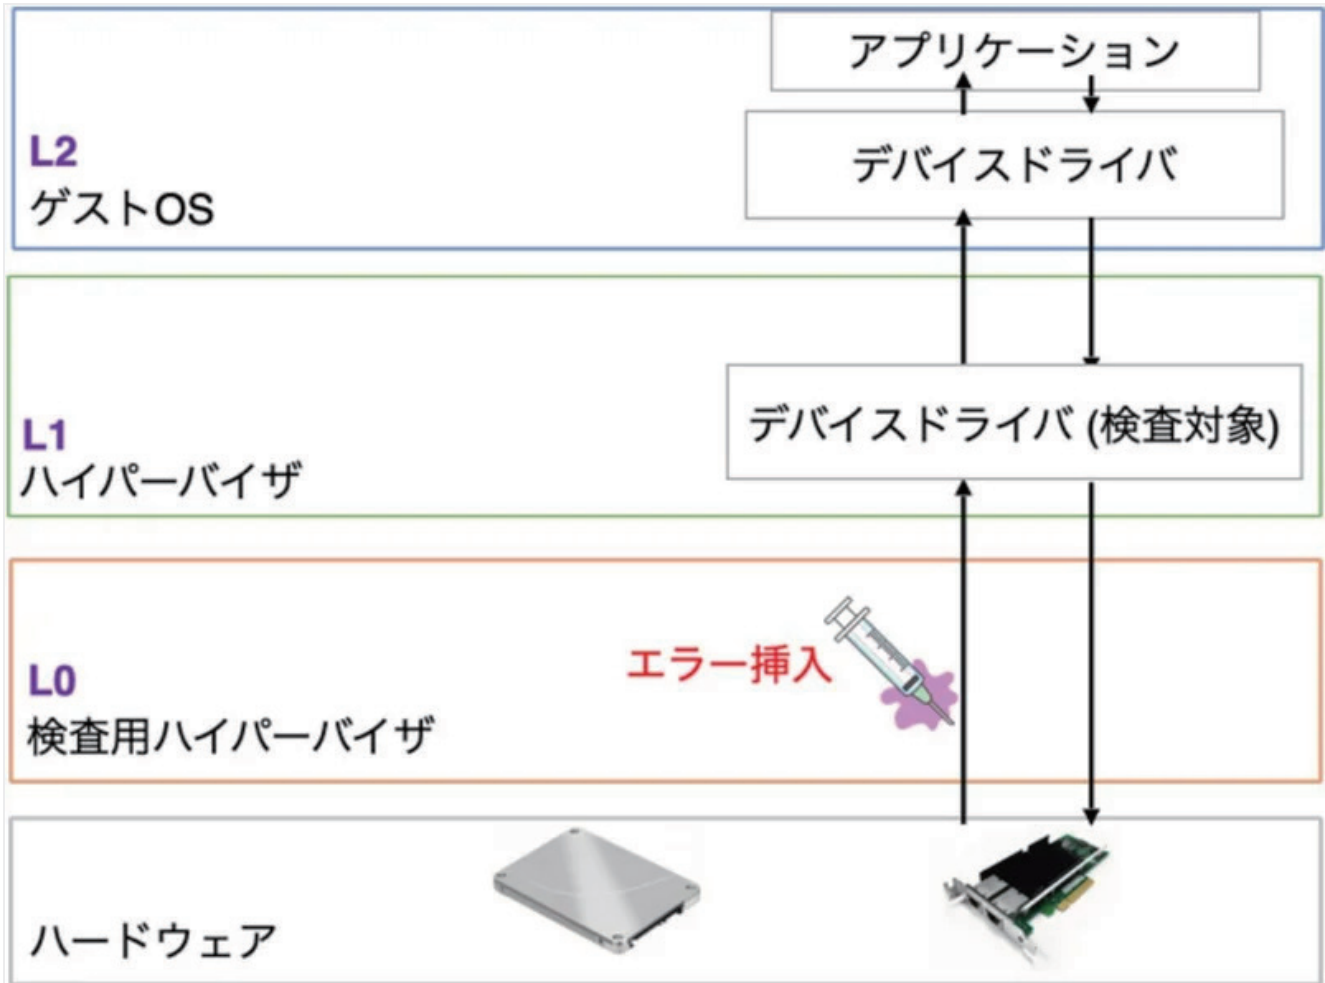 アプリケーション
L2
デバイスドライバ
ゲストOS
L1
デバイスドライバ (検査対象)
ハイパーバイザ
エラー挿入
L0
検査用ハイパーバイザ
ハードウェア